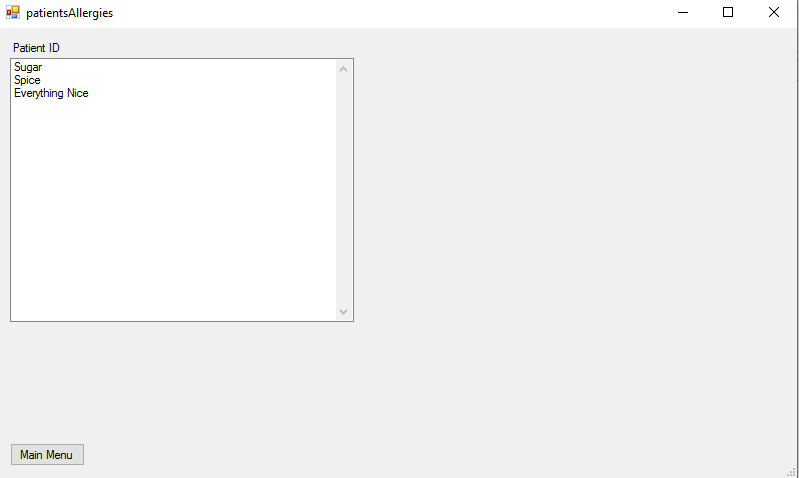 patientsAllergies
Patient ID
Sugar
Spice
Everything Nice
Main Menu